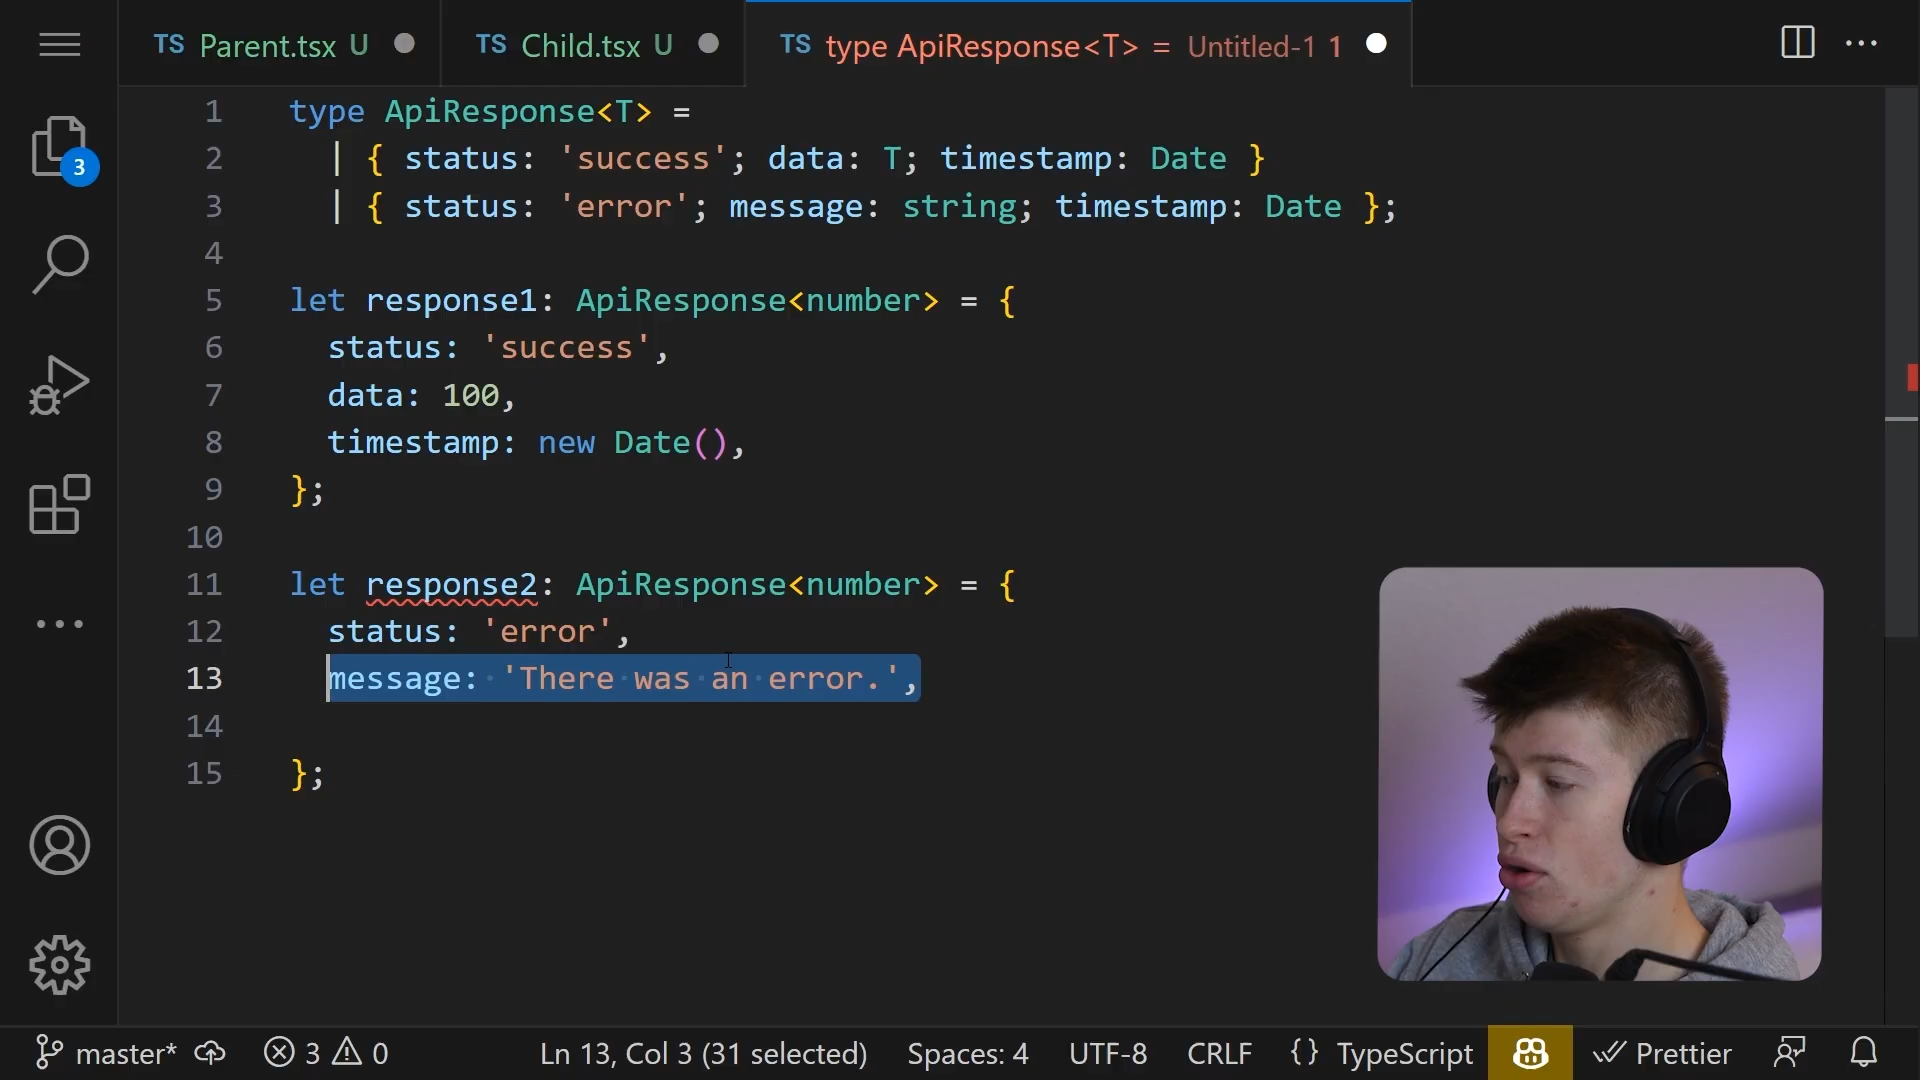 TS Parent.tsx U
TS Child.tsx U
TS type ApiResponse<T> = Untitled-1 1
3
1 type ApiResponse<T> =
2 | { status: 'success'; data: T; timestamp: Date }
3 | { status: 'error'; message: string; timestamp: Date };
4
5 let response1: ApiResponse<number> = {
6 status: 'success',
7 data: 100,
8 timestamp: new Date(),
9 };
10
11 let response2: ApiResponse<number> = {
12 status: 'error',
13 message: 'There was an error.',
14
15 };
master* 3 0 Ln 13, Col 3 (31 selected) Spaces: 4 UTF-8 CRLF {} TypeScript Prettier